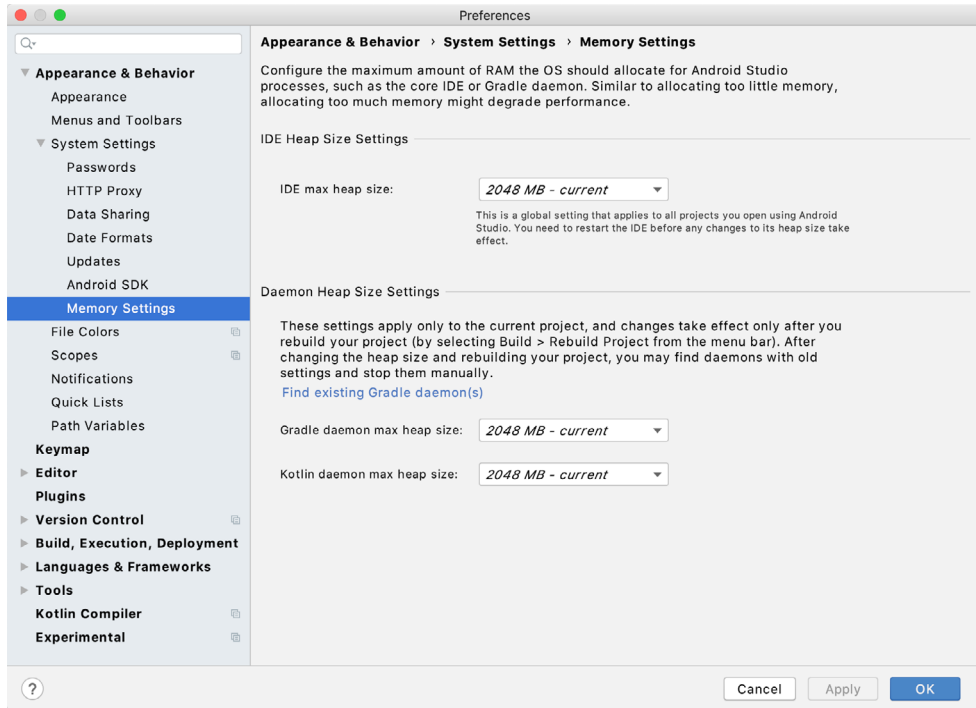 Preferences
Appearance & Behavior
Appearance
Menus and Toolbars
System Settings
Passwords
HTTP Proxy
Data Sharing
Date Formats
Updates
Android SDK
Memory Settings
File Colors
Scopes
Notifications
Quick Lists
Path Variables
Keymap
Editor
Plugins
Version Control
Build, Execution, Deployment
Languages & Frameworks
Tools
Kotlin Compiler
Experimental
Appearance & Behavior › System Settings › Memory Settings
Configure the maximum amount of RAM the OS should allocate for Android Studio
processes, such as the core IDE or Gradle daemon. Similar to allocating too little memory,
allocating too much memory might degrade performance.
IDE Heap Size Settings
IDE max heap size: 2048 MB - current
This is a global setting that applies to all projects you open using Android
Studio. You need to restart the IDE before any changes to its heap size take
effect.
Daemon Heap Size Settings
These settings apply only to the current project, and changes take effect only after you
rebuild your project (by selecting Build > Rebuild Project from the menu bar). After
changing the heap size and rebuilding your project, you may find daemons with old
settings and stop them manually.
Find existing Gradle daemon(s)
Gradle daemon max heap size: 2048 MB - current
Kotlin daemon max heap size: 2048 MB - current
? Cancel Apply OK